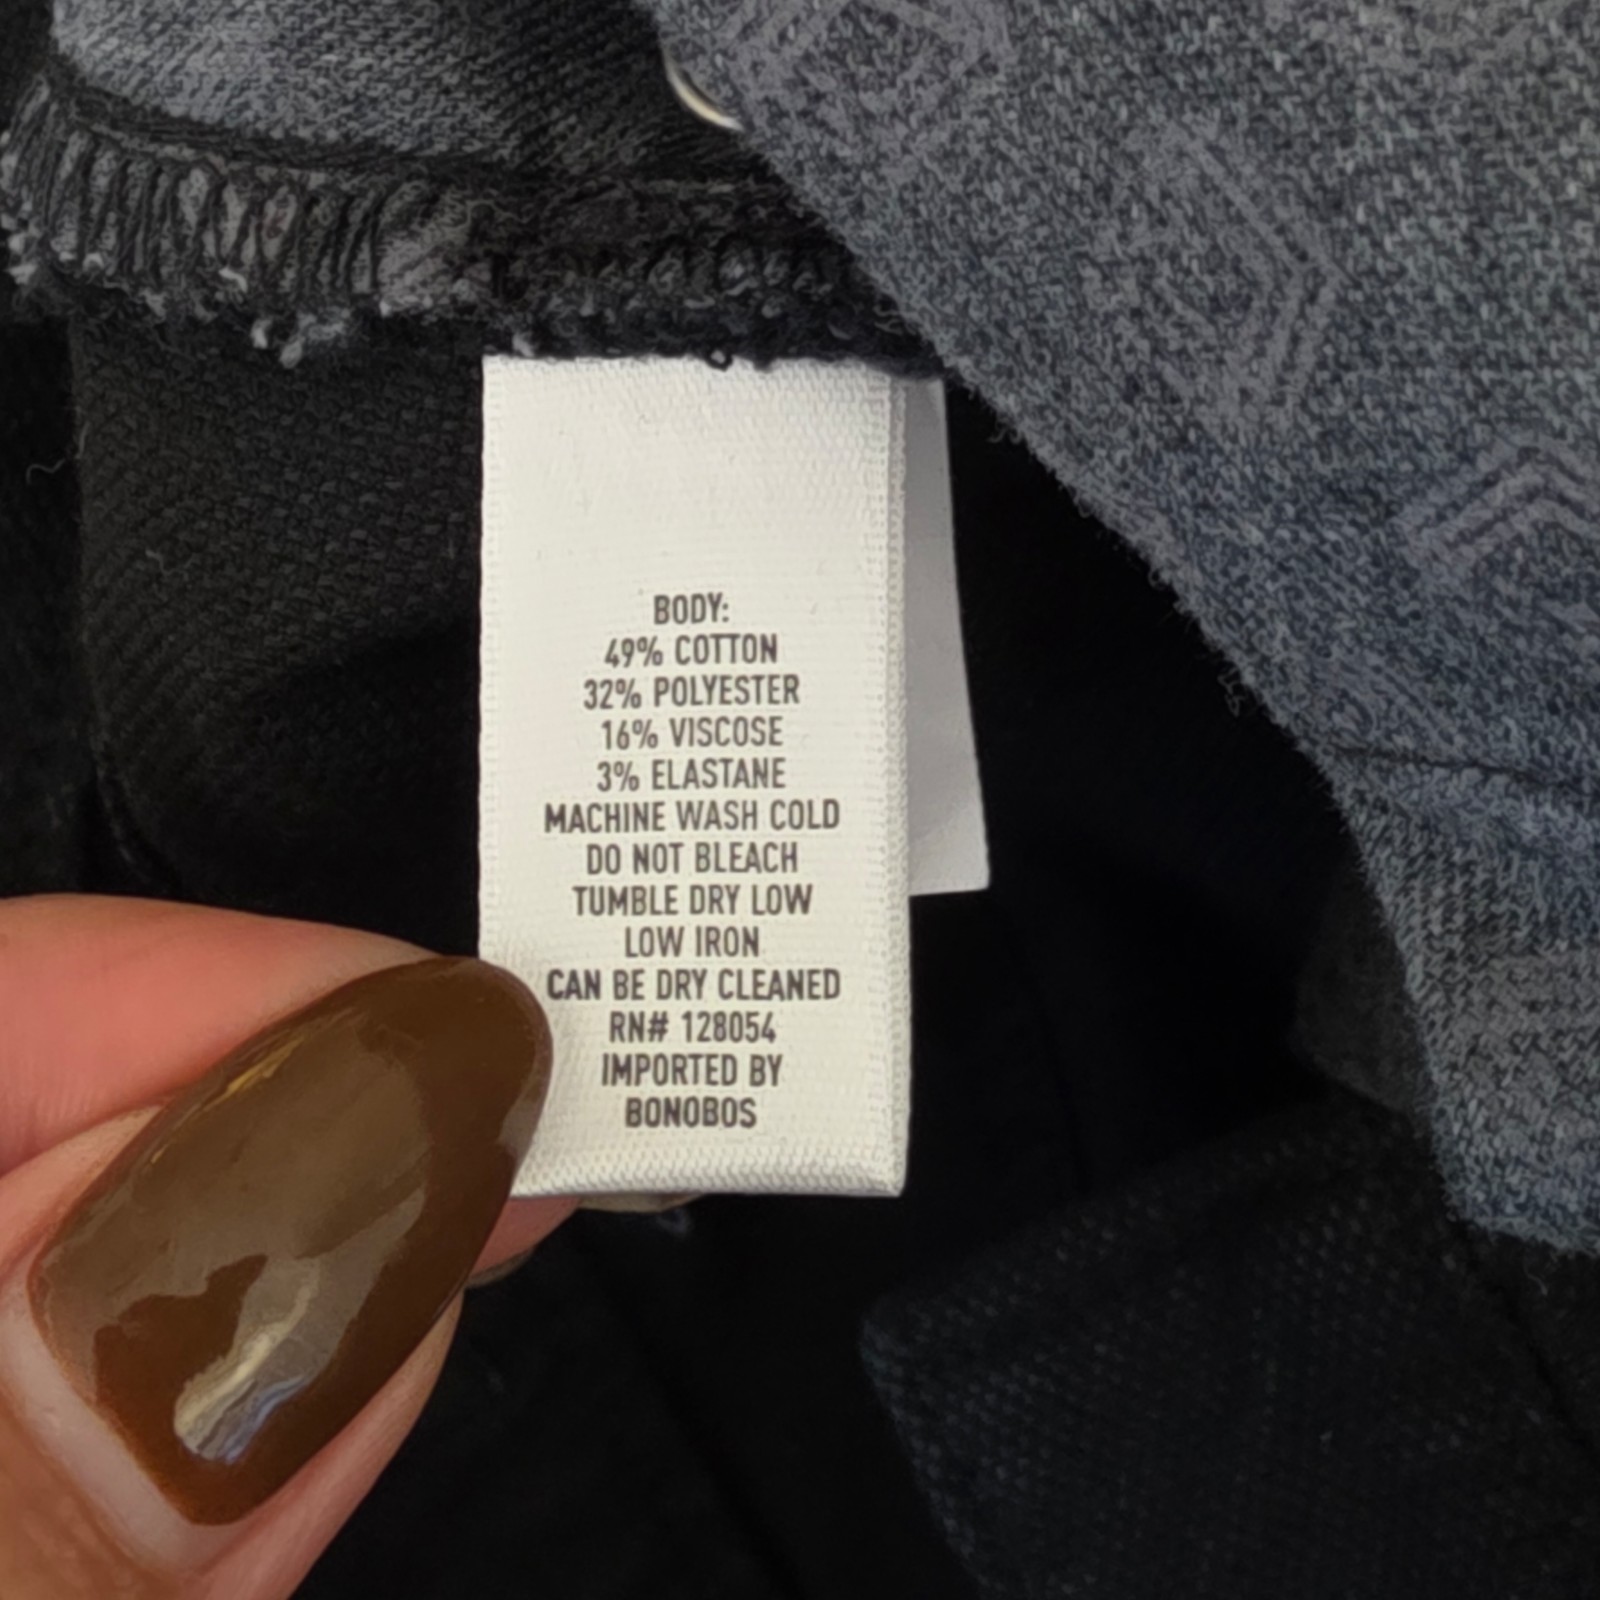 BODY:
49% COTTON
32% POLYESTER
16% VISCOSE
3% ELASTANE
MACHINE WASH COLD
DO NOT BLEACH
TUMBLE DRY LOW
LOW IRON
CAN BE DRY CLEANED
RN# 128054
IMPORTED BY
BONOBOS